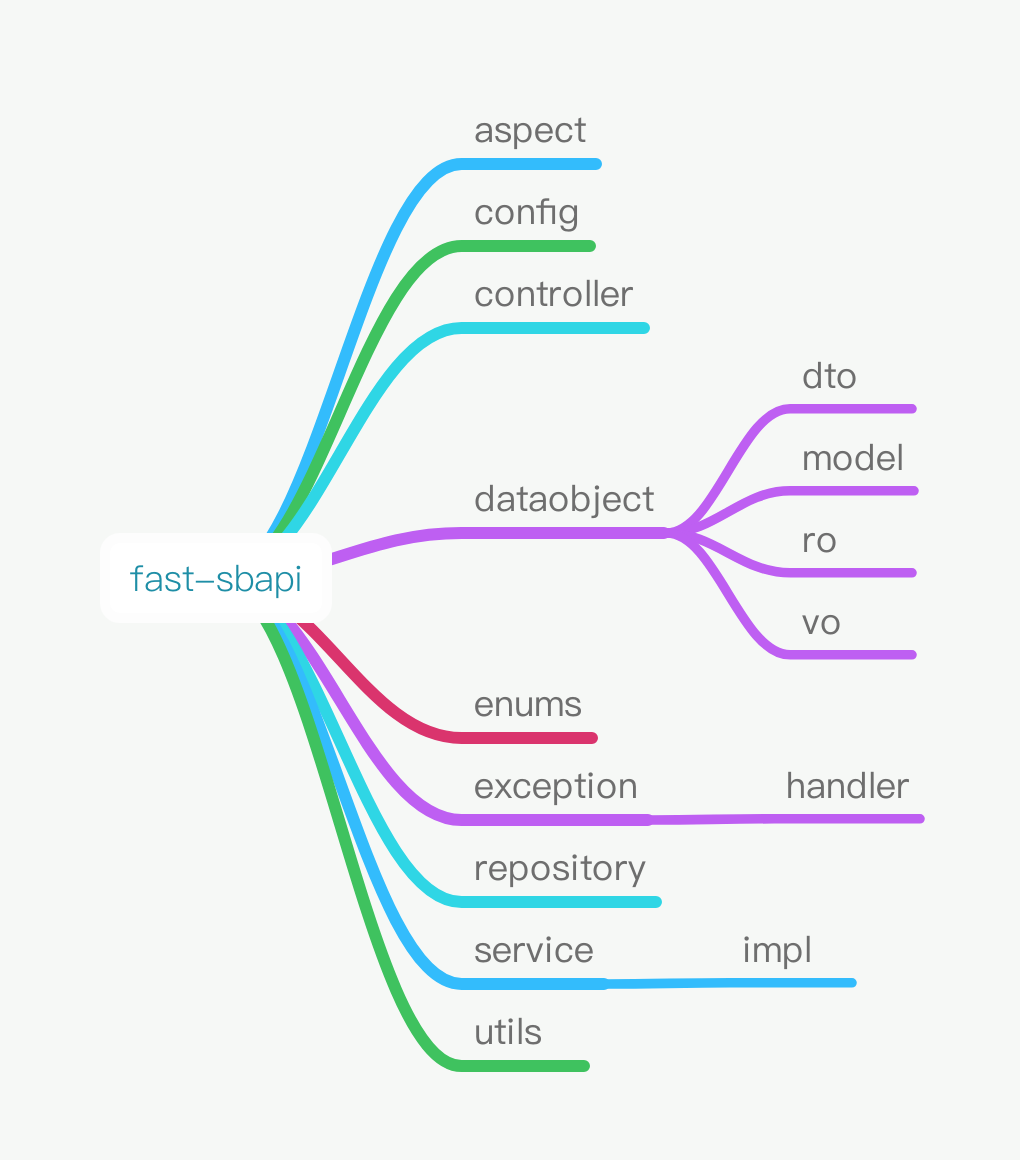 aspect
config
controller
dto
model
dataobject
ro
fast–sbapi
vo
enums
exception
handler
repository
service
impl
utils